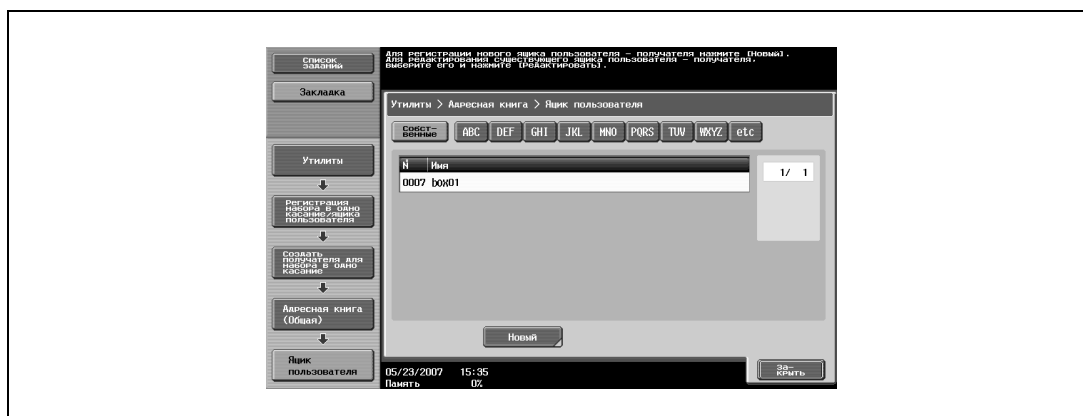 Для регистрации нового ящика пользователя – получателя нажмите [Новый].
Для редактирования существующего ящика пользователя – получателя,
выберите его и нажмите [Редактировать].
Список
заданий
Закладка
Утилиты > Адресная книга > Ящик пользователя
Собст-
венные
ABC DEF GHI JKL MNO PQRS TUV WXYZ etc
N Имя
1/ 1
0007 box01
Утилиты
Регистрация
набора в одно
касание/ящика
пользователя
Создать
получателя для
набора в одно
касание
Адресная книга
(Общая)
Ящик
пользователя
Новый
05/23/2007 15:35
Память 0%
За-
крыть